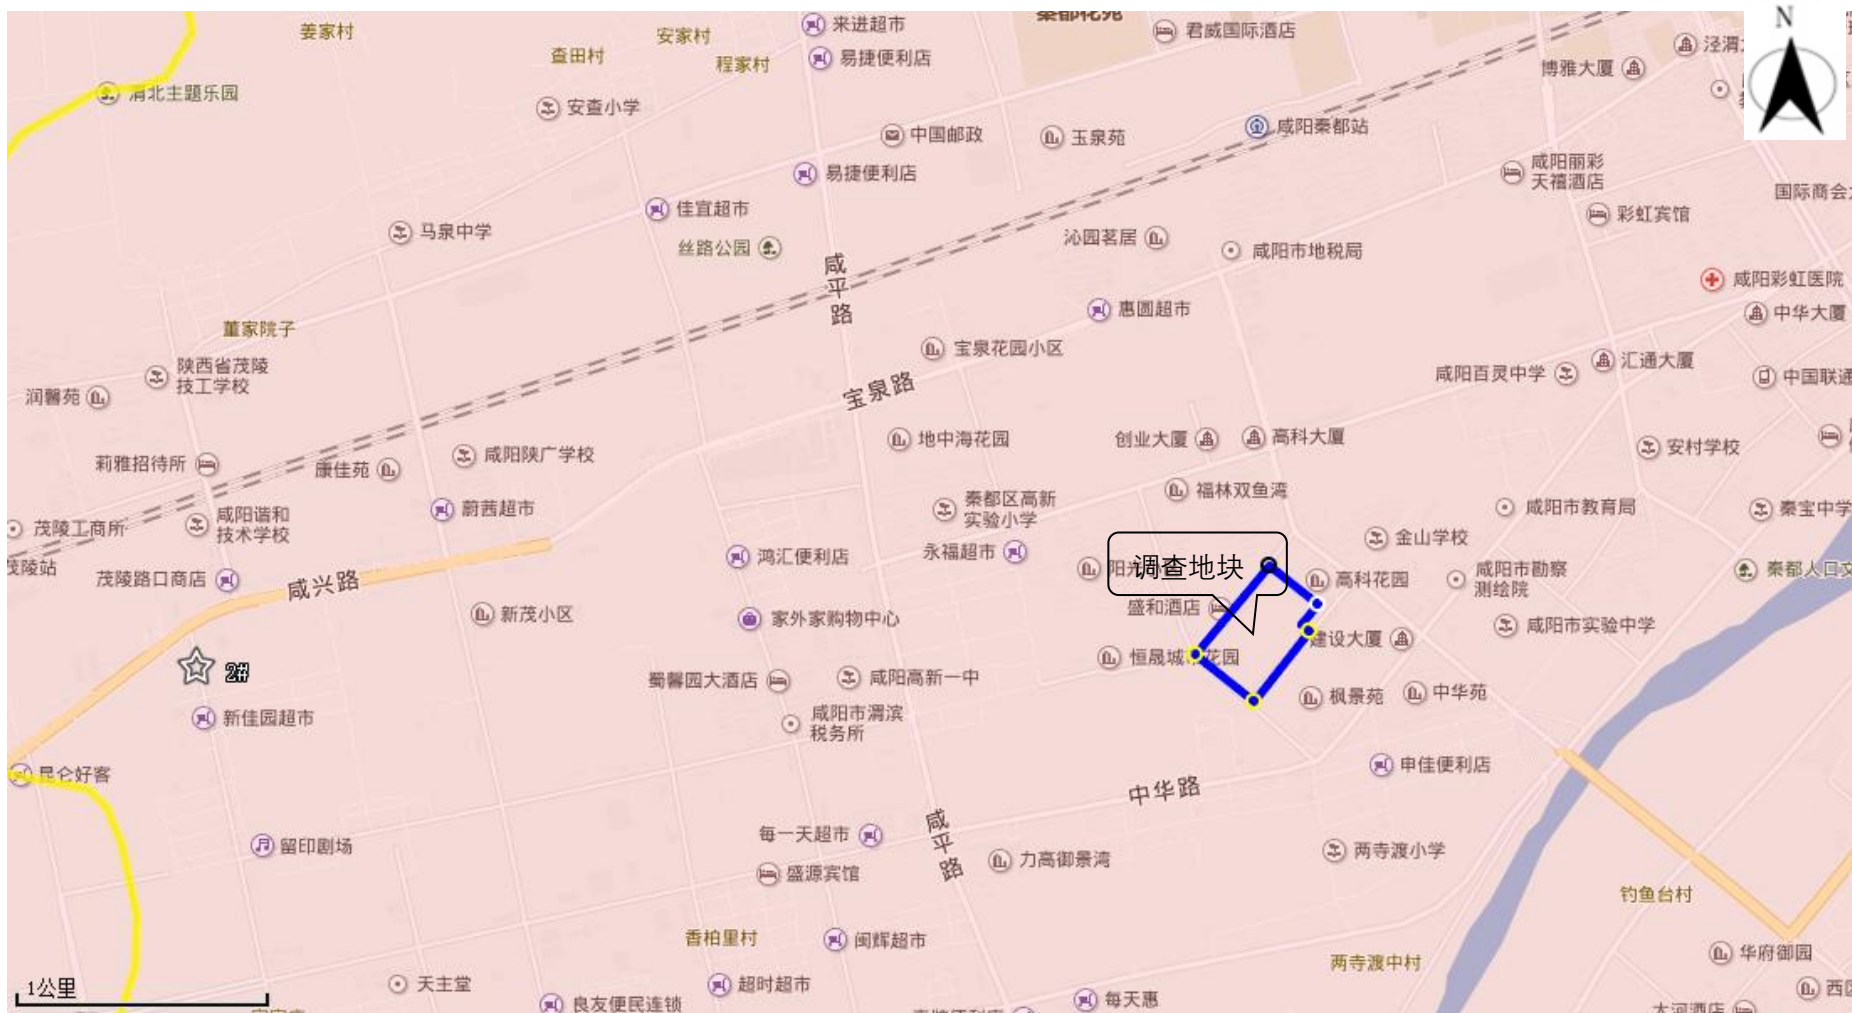 秦都花苑
N
姜家村
安家村
来进超市
君威国际酒店
查田村
程家村
易捷便利店
博雅大厦
渭北主题乐园
安查小学
中国邮政
玉泉苑
咸阳秦都站
易捷便利店
咸阳丽彩
天禧酒店
国际商会
佳宜超市
彩虹宾馆
马泉中学
丝路公园
沁园茗居
咸阳市地税局
咸平路
咸阳彩虹医院
惠圆超市
中华大厦
董家院子
宝泉花园小区
汇通大厦
陕西省茂陵
技工学校
咸阳百灵中学
中国联通
润馨苑
宝泉路
地中海花园
创业大厦
高科大厦
安村学校
莉雅招待所
康佳苑
咸阳陕广学校
福林双鱼湾
蔚茜超市
秦都区高新
实验小学
咸阳市教育局
秦宝中学
茂陵工商所
咸阳谐和
技术学校
金山学校
茂陵站
鸿汇便利店
永福超市
阳光
调查地块
高科花园
咸阳市勘察
测绘院
秦都人口文
茂陵路口商店
咸兴路
新茂小区
家外家购物中心
盛和酒店
建设大厦
咸阳市实验中学
2#
恒晟城市花园
蜀馨园大酒店
咸阳高新一中
枫景苑
中华苑
新佳园超市
咸阳市渭滨
税务所
昆仑好客
申佳便利店
中华路
每一天超市
咸平路
留印剧场
盛源宾馆
力高御景湾
两寺渡小学
钓鱼台村
香柏里村
闽辉超市
两寺渡中村
华府御园
1公里
天主堂
超时超市
良友便民连锁
每天惠